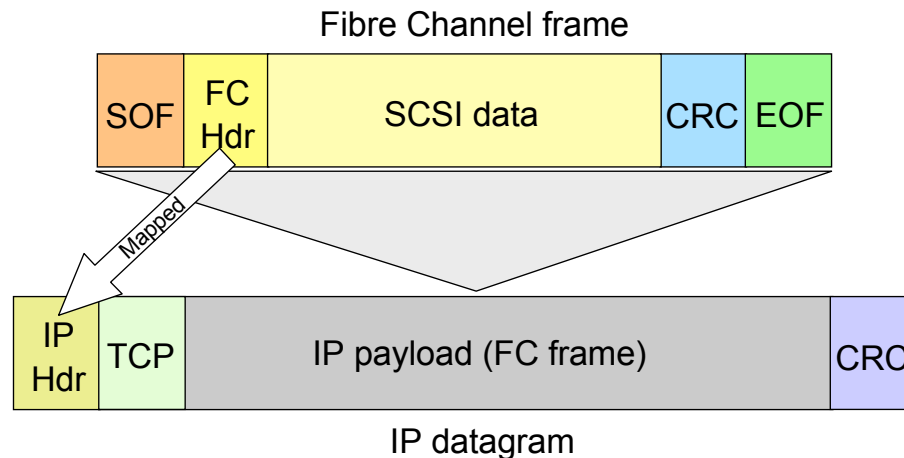 Fibre Channel frame
SOF
FC
Hdr
SCSI data
CRC
EOF
Mapped
IP
Hdr
TCP
IP payload (FC frame)
CRC
IP datagram